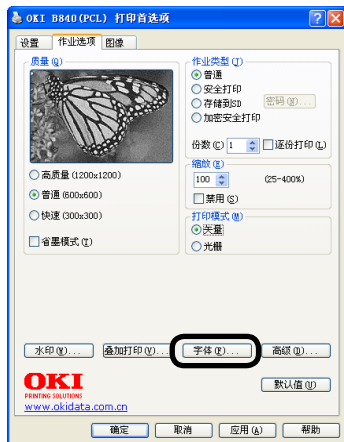 OKI B840(PCL) 打印首选项
设置 作业选项 图像
质量(Q)
高质量(1200x1200)
普通(600x600)
快速(300x300)
省墨模式(T)
作业类型(J)
普通
安全打印
存储到SD
密码(N)...
加密安全打印
份数(C) 1 逐份打印(L)
缩放(E)
100 (25-400%)
禁用(S)
打印模式(M)
矢量
光栅
水印(W)... 叠加打印(V)... 字体(F)... 高级(D)...
OKI
PRINTING SOLUTIONS
www.okidata.com.cn
默认值(U)
确定 取消 应用(A) 帮助